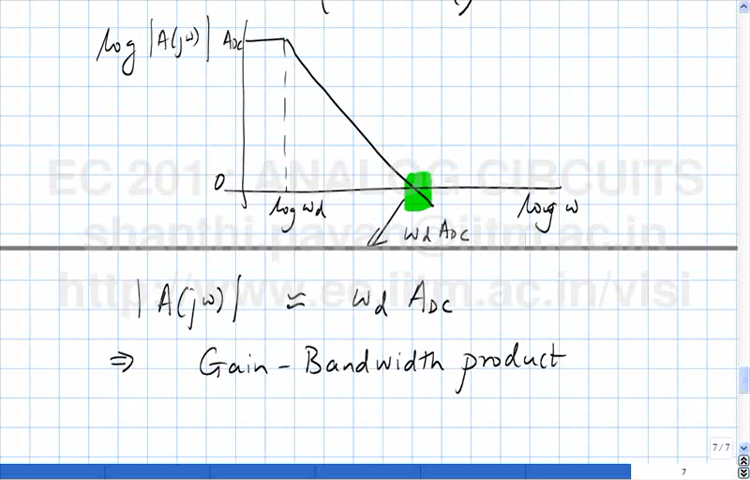 log |A(jω)| ADC
0
log ωd
log ω
ωd ADC
EC 201 ANALOG CIRCUITS
shanthi.pavan@iitm.ac.in
http://www.ee.iitm.ac.in/vlsi
|A(jω)| ≈ ωd ADC
⇒ Gain – Bandwidth product
7/7
7